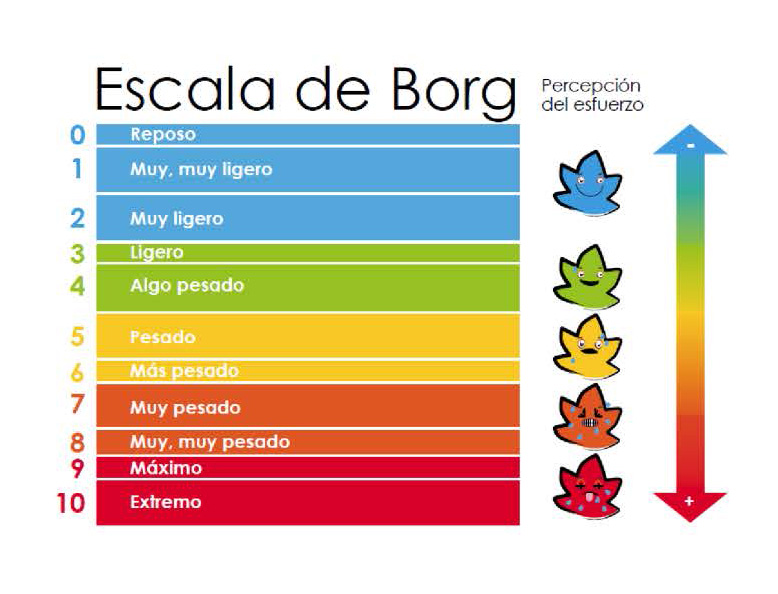 Escala de Borg
Percepción
del esfuerzo
0 Reposo
1 Muy, muy ligero
2 Muy ligero
3 Ligero
4 Algo pesado
5 Pesado
6 Más pesado
7 Muy pesado
8 Muy, muy pesado
9 Máximo
10 Extremo
-
+